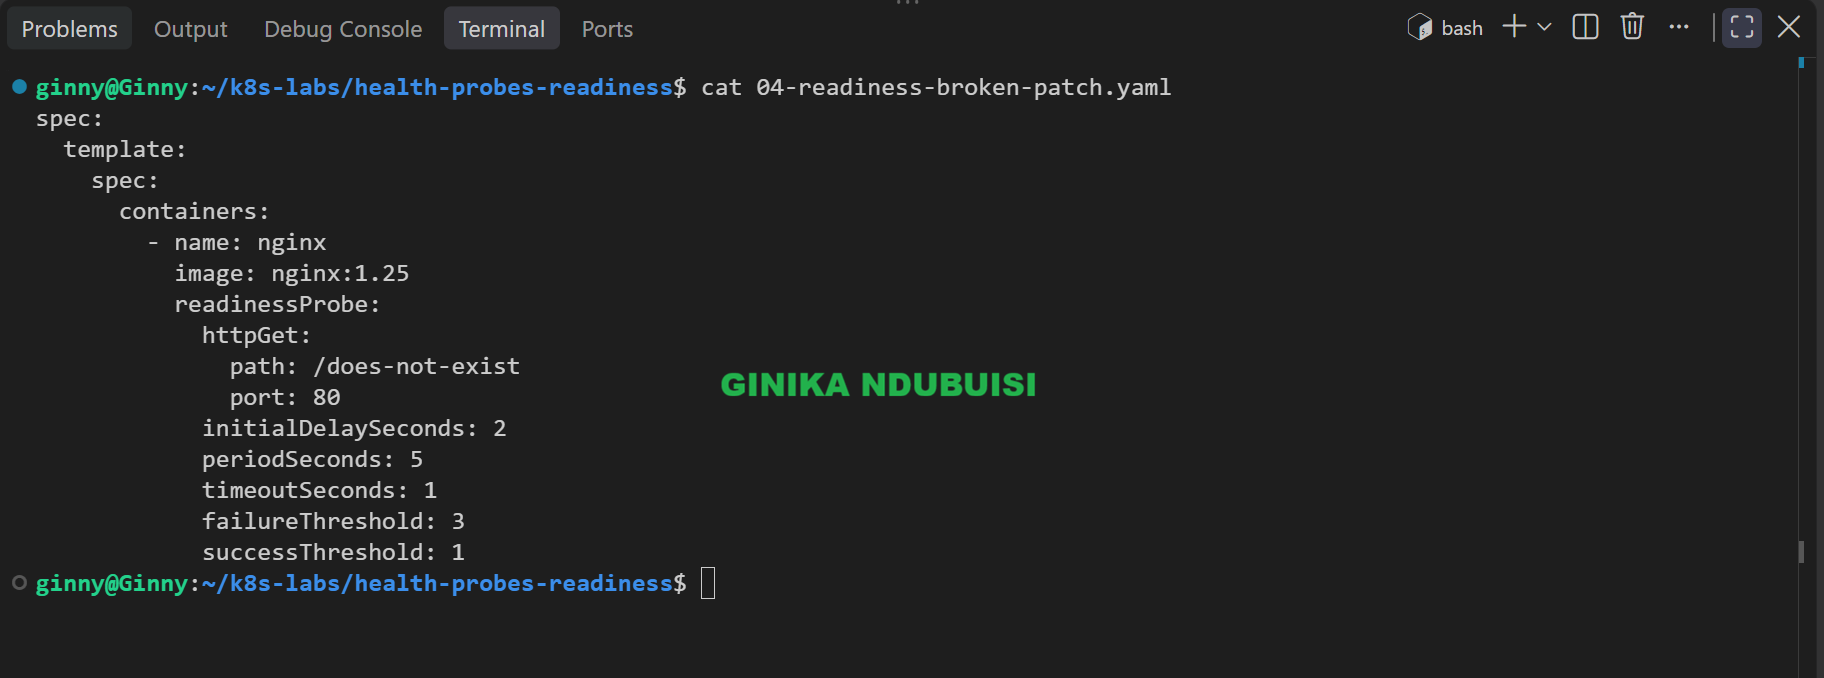 Problems Output Debug Console Terminal Ports bash
ginny@Ginny:~/k8s-labs/health-probes-readiness$ cat 04-readiness-broken-patch.yaml
spec:
  template:
    spec:
      containers:
        - name: nginx
          image: nginx:1.25
          readinessProbe:
            httpGet:
              path: /does-not-exist
              port: 80
            initialDelaySeconds: 2
            periodSeconds: 5
            timeoutSeconds: 1
            failureThreshold: 3
            successThreshold: 1
ginny@Ginny:~/k8s-labs/health-probes-readiness$
GINIKA NDUBUISI